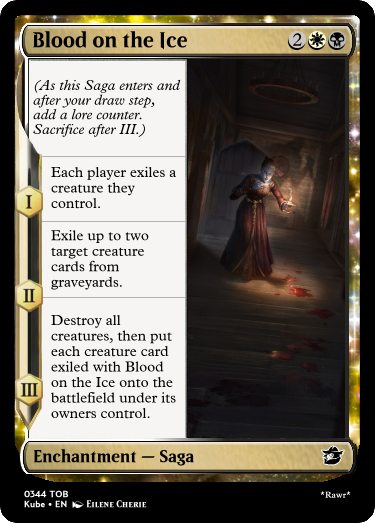 Blood on the Ice 2
(As this Saga enters and
after your draw step,
add a lore counter.
Sacrifice after III.)
I
Each player exiles a
creature they
control.
II
Exile up to two
target creature
cards from
graveyards.
III
Destroy all
creatures, then put
each creature card
exiled with Blood
on the Ice onto the
battlefield under its
owners control.
Enchantment — Saga
0344 TOB
Kube • EN EILENE CHERIE
*Rawr*